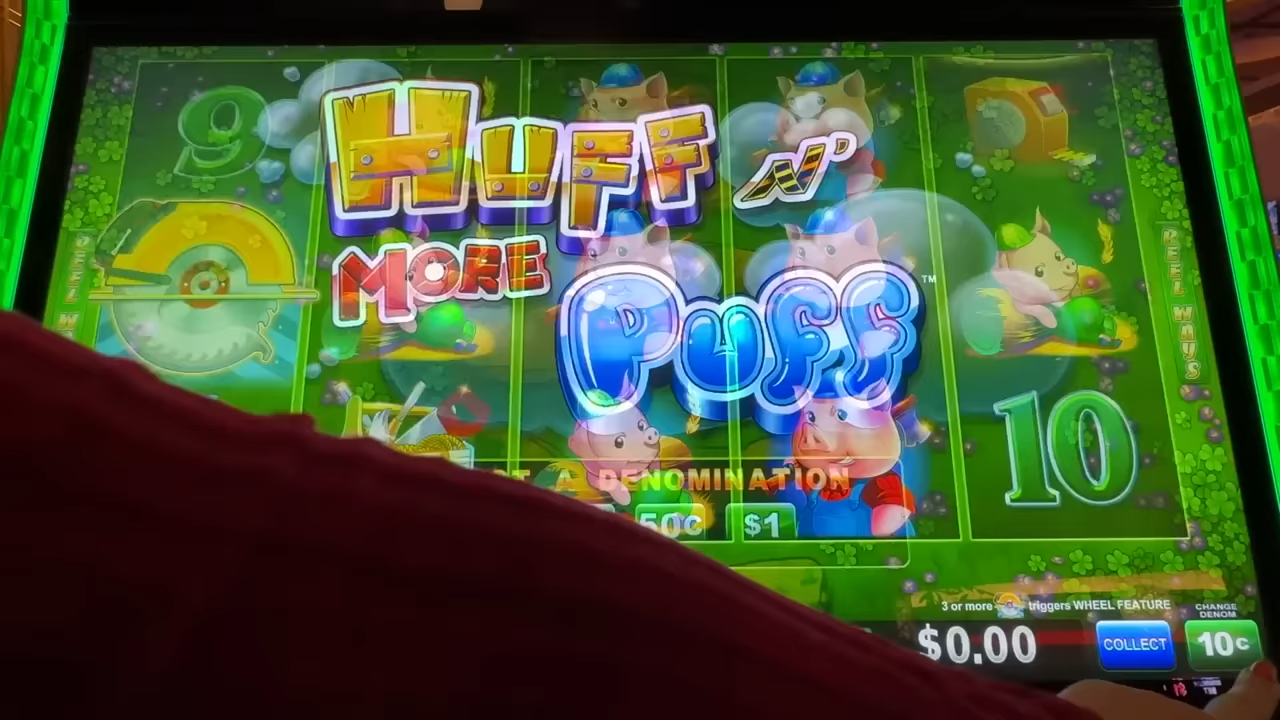 9
HUFF N'
MORE
PUFF™
REEL WAYS
10
A DENOMINATION
50¢ $1
3 or more triggers WHEEL FEATURE
CHANGE
DENOM
$0.00
COLLECT
10¢